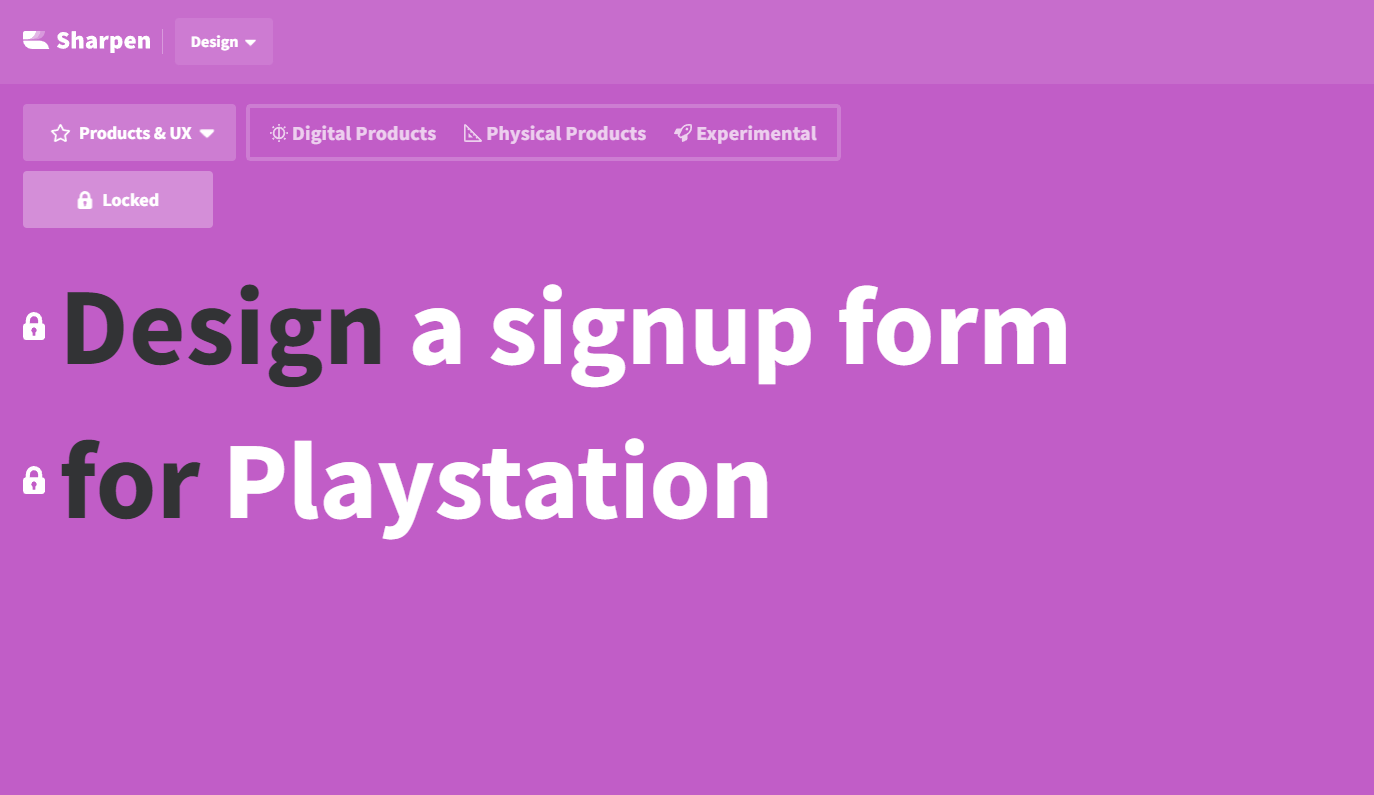 Sharpen Design
Products & UX Digital Products Physical Products Experimental
Locked
Design a signup form
for Playstation